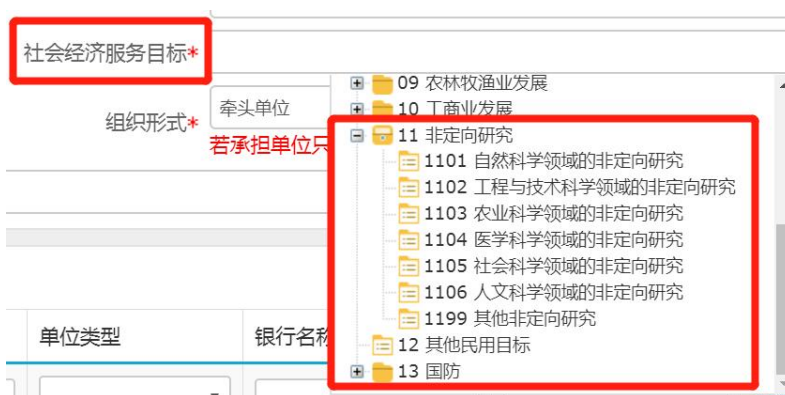 社会经济服务目标*
09 农林牧渔业发展
组织形式*
牵头单位
10 工商业发展
若承担单位只
11 非定向研究
1101 自然科学领域的非定向研究
1102 工程与技术科学领域的非定向研究
1103 农业科学领域的非定向研究
1104 医学科学领域的非定向研究
1105 社会科学领域的非定向研究
1106 人文科学领域的非定向研究
1199 其他非定向研究
单位类型
银行名称
12 其他民用目标
13 国防